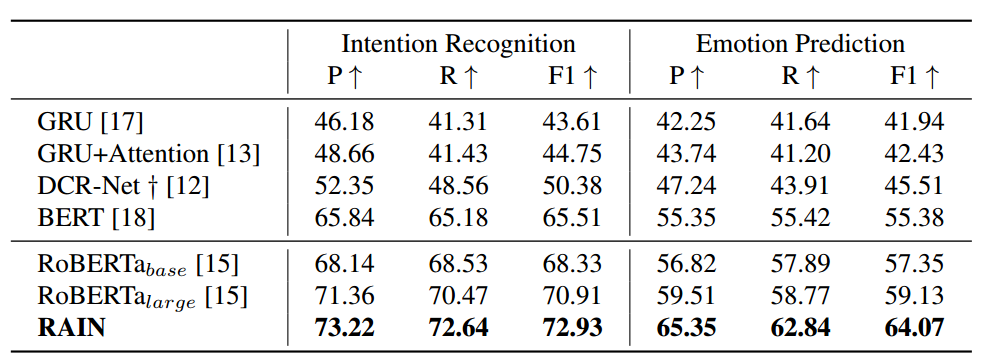 Intention Recognition Emotion Prediction
P ↑ R ↑ F1 ↑ P ↑ R ↑ F1 ↑
GRU [17] 46.18 41.31 43.61 42.25 41.64 41.94
GRU+Attention [13] 48.66 41.43 44.75 43.74 41.20 42.43
DCR-Net † [12] 52.35 48.56 50.38 47.24 43.91 45.51
BERT [18] 65.84 65.18 65.51 55.35 55.42 55.38
RoBERTa base [15] 68.14 68.53 68.33 56.82 57.89 57.35
RoBERTa large [15] 71.36 70.47 70.91 59.51 58.77 59.13
RAIN 73.22 72.64 72.93 65.35 62.84 64.07